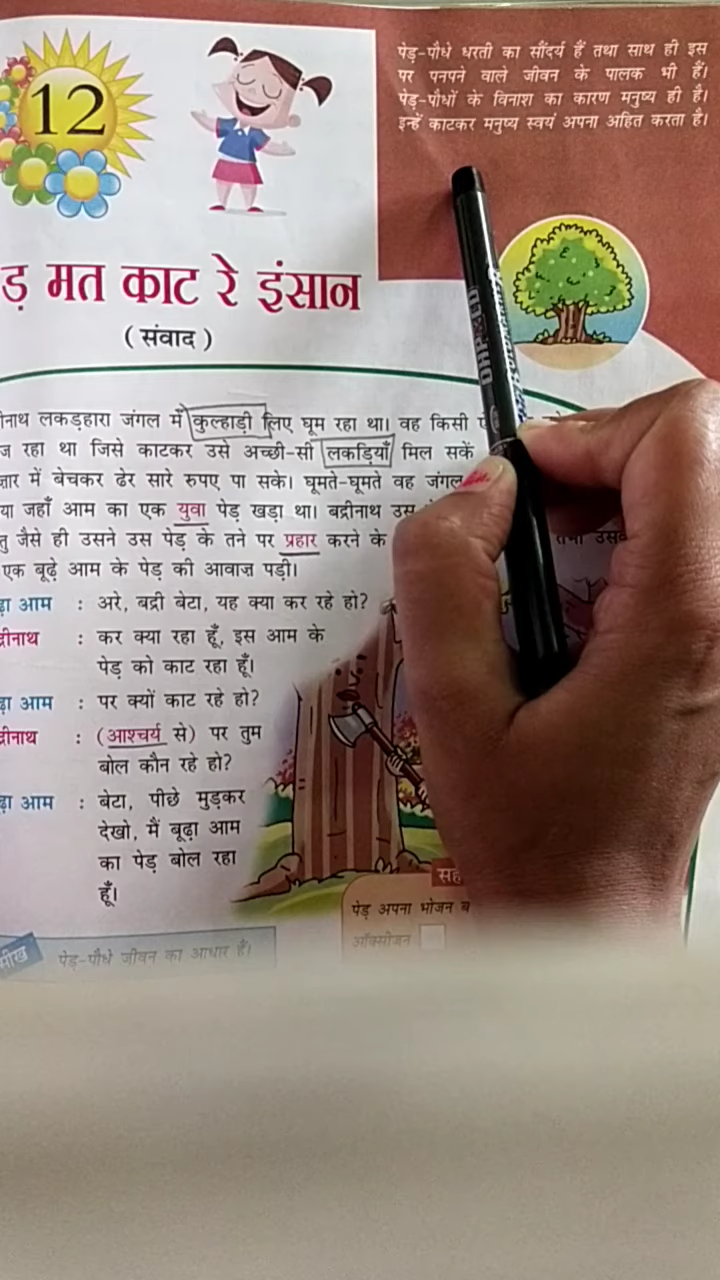 12
पेड़-पौधे धरती का सौंदर्य हैं तथा साथ ही इस
पर पनपने वाले जीवन के पालक भी हैं।
पेड़-पौधों के विनाश का कारण मनुष्य ही है।
इन्हें काटकर मनुष्य स्वयं अपना अहित करता है।
ड़ मत काट रे इंसान
( संवाद )
नाथ लकड़हारा जंगल में कुल्हाड़ी लिए घूम रहा था। वह किसी
ज रहा था जिसे काटकर उसे अच्छी-सी लकड़ियाँ मिल सकें
में बेचकर ढेर सारे रुपए पा सके। घूमते-घूमते वह जंगल
या जहाँ आम का एक युवा पेड़ खड़ा था। बद्रीनाथ उस
तु जैसे ही उसने उस पेड़ के तने पर प्रहार करने के
एक बूढ़े आम के पेड़ की आवाज़ पड़ी।
ढ़ा आम : अरे, बद्री बेटा, यह क्या कर रहे हो?
द्रीनाथ : कर क्या रहा हूँ, इस आम के
पेड़ को काट रहा हूँ।
ढ़ा आम : पर क्यों काट रहे हो?
द्रीनाथ : (आश्चर्य से) पर तुम
बोल कौन रहे हो?
ढ़ा आम : बेटा, पीछे मुड़कर
देखो, मैं बूढ़ा आम
का पेड़ बोल रहा
हूँ।
सह
पेड़ अपना भोजन ब
ऑक्सीजन
सीख पेड़-पौधे जीवन का आधार हैं।